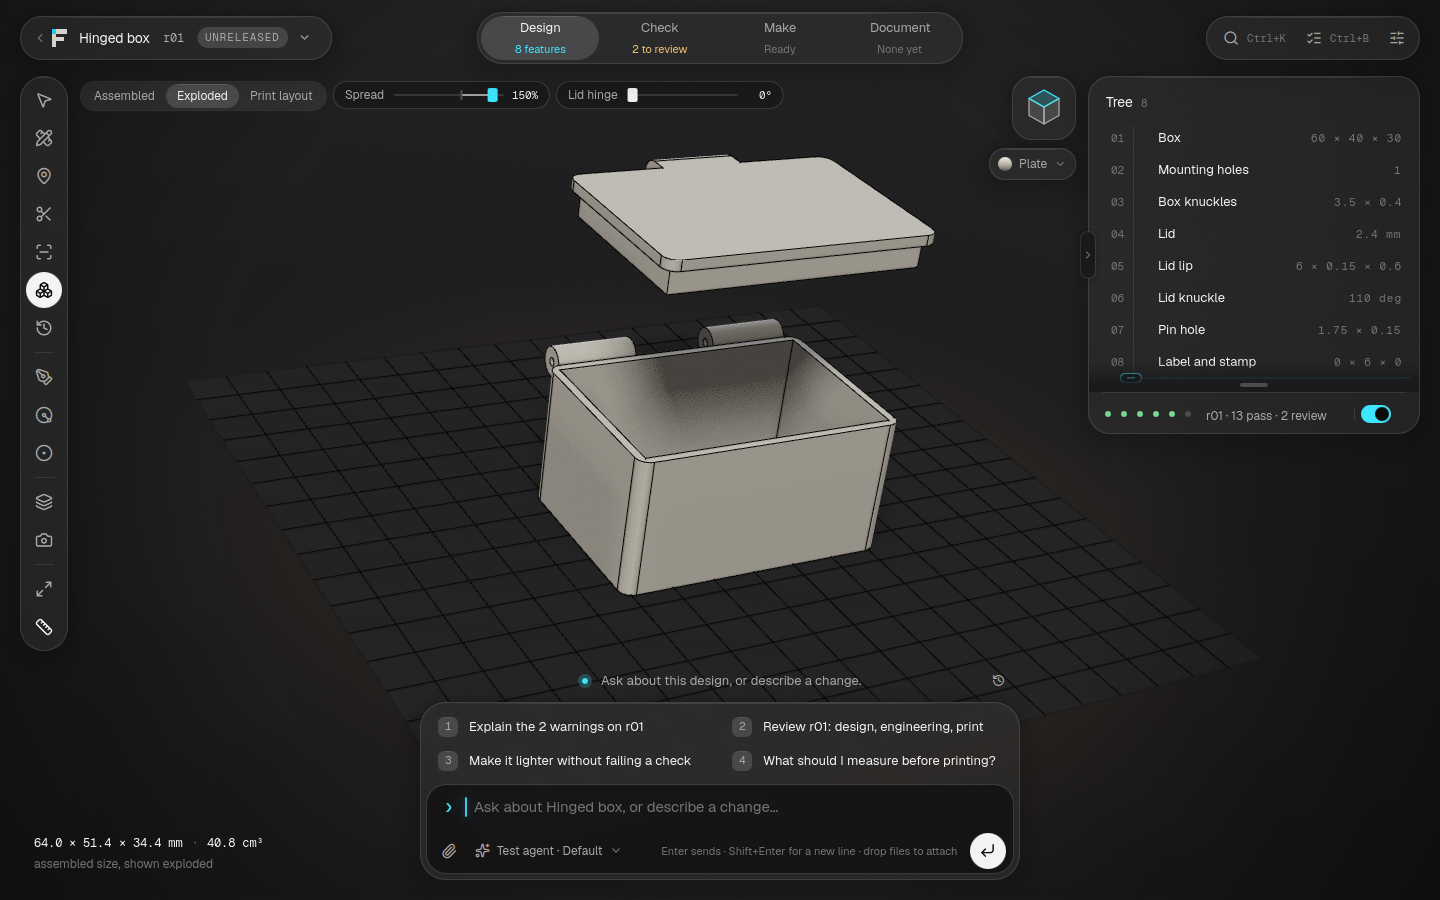 Hinged box r01 UNRELEASED
Design
8 features
Check
2 to review
Make
Ready
Document
None yet
Ctrl+K
Ctrl+B
Assembled
Exploded
Print layout
Spread 150%
Lid hinge 0°
Plate
Tree 8
01 Box 60 × 40 × 30
02 Mounting holes 1
03 Box knuckles 3.5 × 0.4
04 Lid 2.4 mm
05 Lid lip 6 × 0.15 × 0.6
06 Lid knuckle 110 deg
07 Pin hole 1.75 × 0.15
08 Label and stamp 0 × 6 × 0
r01 · 13 pass · 2 review
Ask about this design, or describe a change.
1 Explain the 2 warnings on r01
2 Review r01: design, engineering, print
3 Make it lighter without failing a check
4 What should I measure before printing?
Ask about Hinged box, or describe a change...
Test agent · Default
Enter sends · Shift+Enter for a new line · drop files to attach
64.0 × 51.4 × 34.4 mm · 40.8 cm³
assembled size, shown exploded